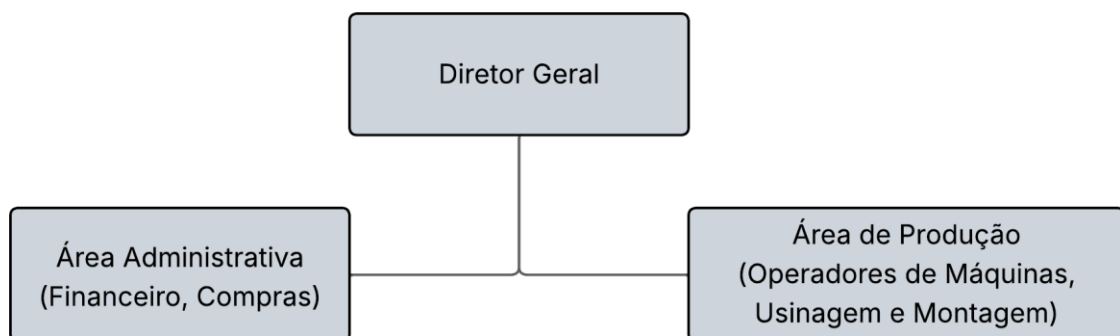 Diretor Geral
Área Administrativa
(Financeiro, Compras)
Área de Produção
(Operadores de Máquinas,
Usinagem e Montagem)